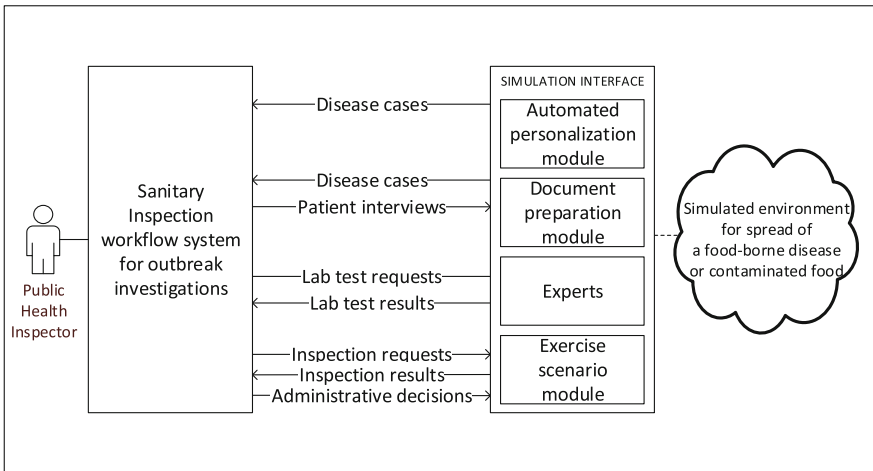 Public
Health
Inspector
Sanitary
Inspection
workflow system
for outbreak
investigations
Disease cases
Disease cases
Patient interviews
Lab test requests
Lab test results
Inspection requests
Inspection results
Administrative decisions
SIMULATION INTERFACE
Automated
personalization
module
Document
preparation
module
Experts
Exercise
scenario
module
Simulated environment
for spread of
a food-borne disease
or contaminated food